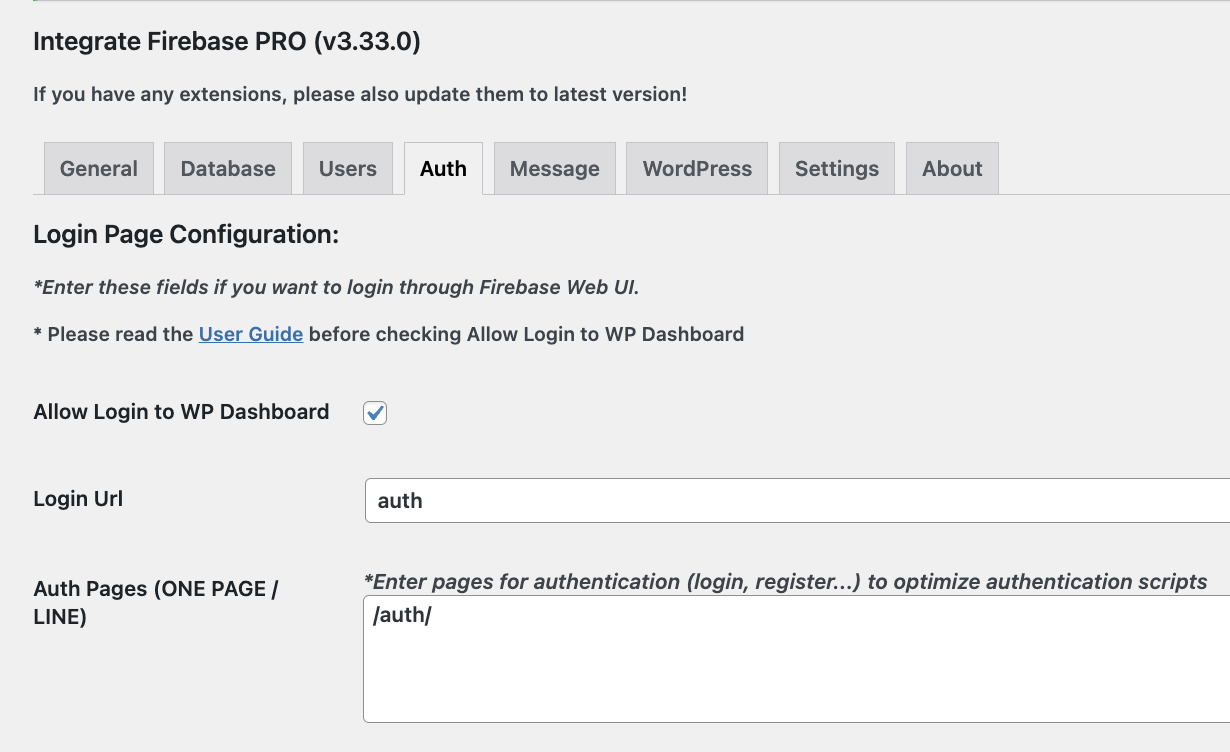 Integrate Firebase PRO (v3.33.0)
If you have any extensions, please also update them to latest version!
General Database Users Auth Message WordPress Settings About
Login Page Configuration:
*Enter these fields if you want to login through Firebase Web UI.
* Please read the User Guide before checking Allow Login to WP Dashboard
Allow Login to WP Dashboard
Login Url
auth
Auth Pages (ONE PAGE /
LINE)
*Enter pages for authentication (login, register...) to optimize authentication scripts
/auth/